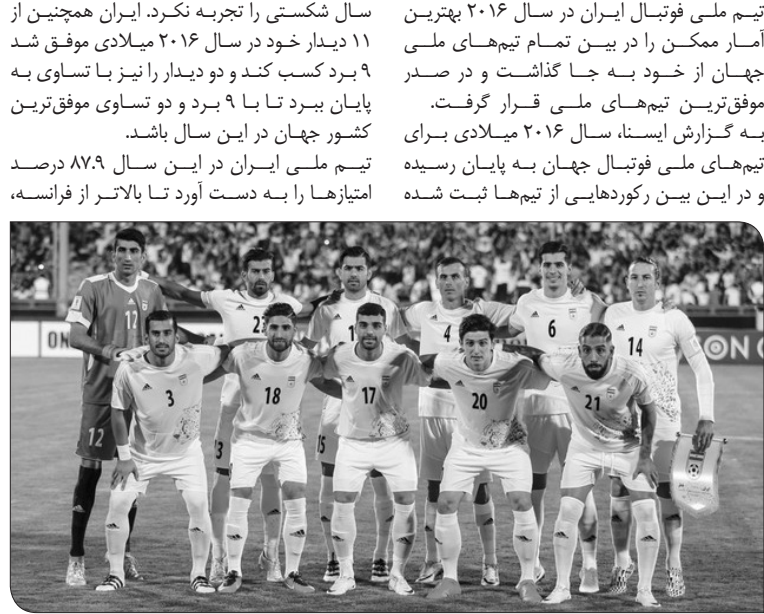 تیم ملی فوتبال ایران در سال ۲۰۱۶ بهترین
آمار ممکن را در بین تمام تیم‌های ملی
جهان از خود به جا گذاشت و در صدر
موفق‌ترین تیم‌های ملی قرار گرفت.
به گزارش ایسنا، سال ۲۰۱۶ میلادی برای
تیم‌های ملی فوتبال جهان به پایان رسیده
و در این بین رکوردهایی از تیم‌ها ثبت شده
سال شکستی را تجربه نکرد. ایران همچنین از
۱۱ دیدار خود در سال ۲۰۱۶ میلادی موفق شد
۹ برد کسب کند و دو دیدار را نیز با تساوی به
پایان ببرد تا با ۹ برد و دو تساوی موفق‌ترین
کشور جهان در این سال باشد.
تیم ملی ایران در این سال ۸۷.۹ درصد
امتیازها را به دست آورد تا بالاتر از فرانسه،
12
4
6
14
ON
3
18
17
20
21
12